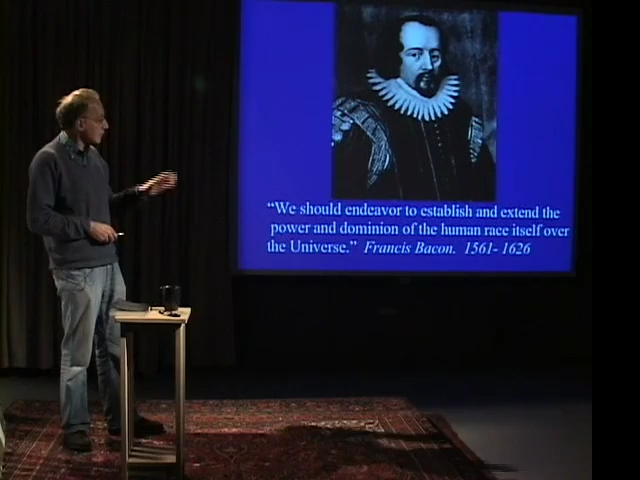 “We should endeavor to establish and extend the
power and dominion of the human race itself over
the Universe.” Francis Bacon. 1561- 1626